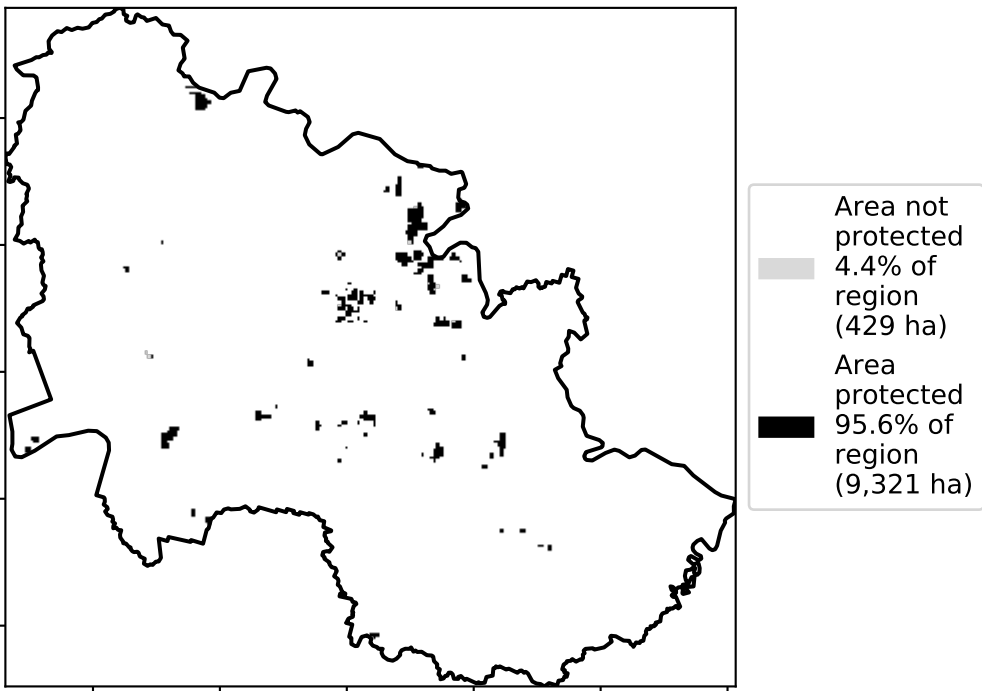 Area not
protected
4.4% of
region
(429 ha)
Area
protected
95.6% of
region
(9,321 ha)